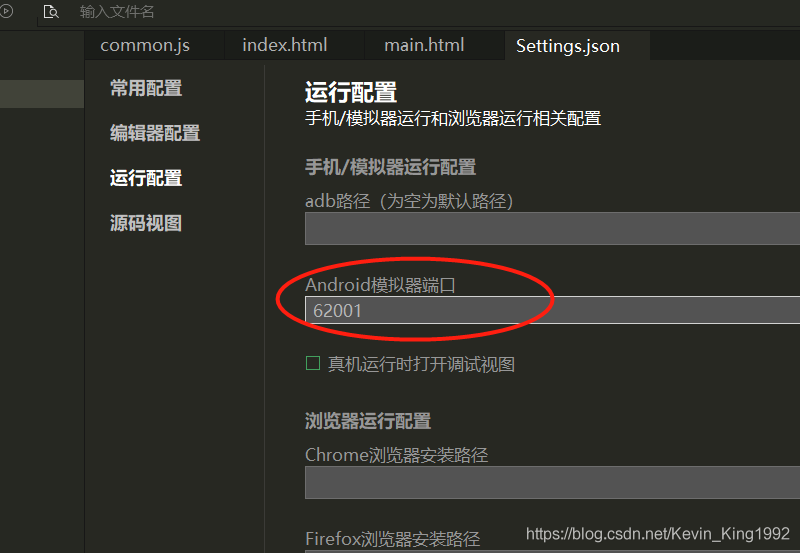 输入文件名
common.js
index.html
main.html
Settings.json
常用配置
编辑器配置
运行配置
源码视图
运行配置
手机/模拟器运行和浏览器运行相关配置
手机/模拟器运行配置
adb路径（为空为默认路径）
Android模拟器端口
62001
真机运行时打开调试视图
浏览器运行配置
Chrome浏览器安装路径
Firefox浏览器安装路径
https://blog.csdn.net/Kevin_King1992